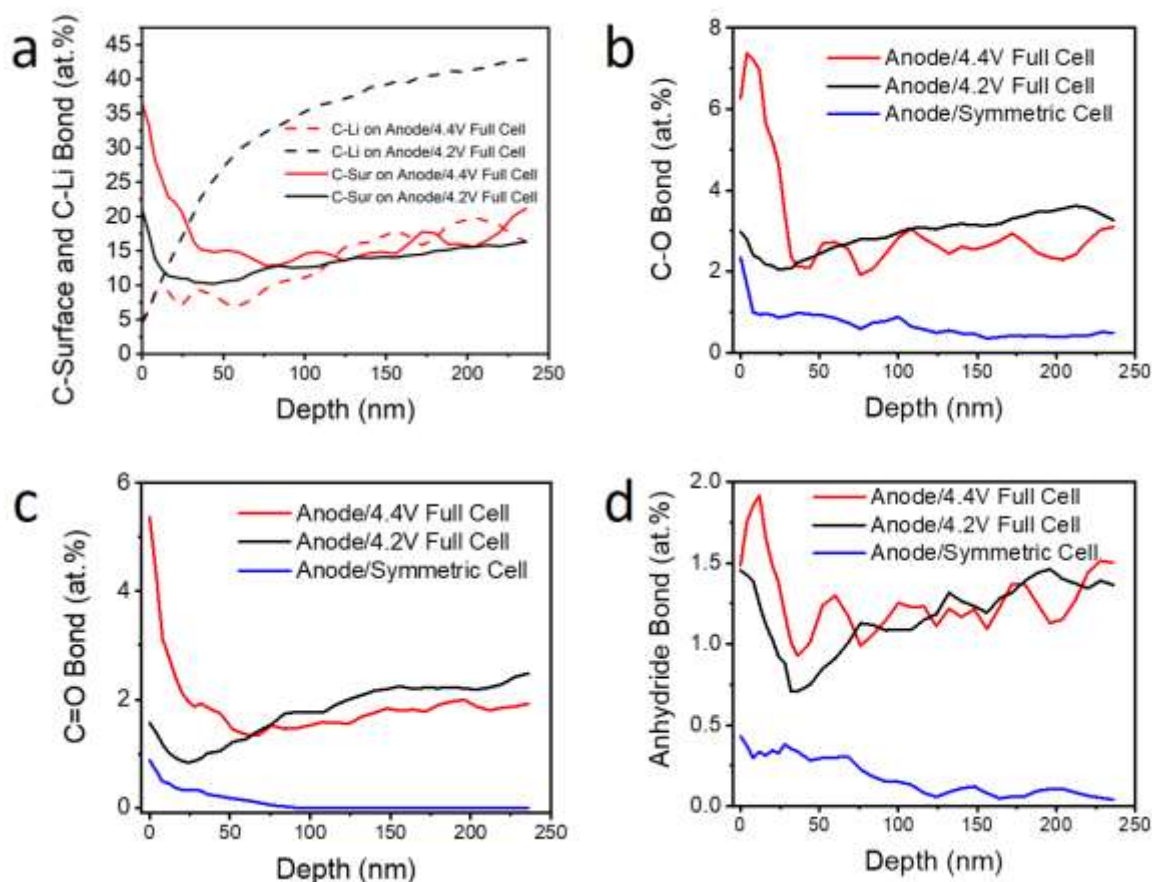 a
C-Surface and C-Li Bond (at.%)
45
40
35
30
25
20
15
10
5
0
C-Li on Anode/4.4V Full Cell
C-Li on Anode/4.2V Full Cell
C-Sur on Anode/4.4V Full Cell
C-Sur on Anode/4.2V Full Cell
0 50 100 150 200 250
Depth (nm)
b
C-O Bond (at.%)
8
6
4
2
0
Anode/4.4V Full Cell
Anode/4.2V Full Cell
Anode/Symmetric Cell
0 50 100 150 200 250
Depth (nm)
c
C=O Bond (at.%)
6
4
2
0
Anode/4.4V Full Cell
Anode/4.2V Full Cell
Anode/Symmetric Cell
0 50 100 150 200 250
Depth (nm)
d
Anhydride Bond (at.%)
2.0
1.5
1.0
0.5
0.0
Anode/4.4V Full Cell
Anode/4.2V Full Cell
Anode/Symmetric Cell
0 50 100 150 200 250
Depth (nm)